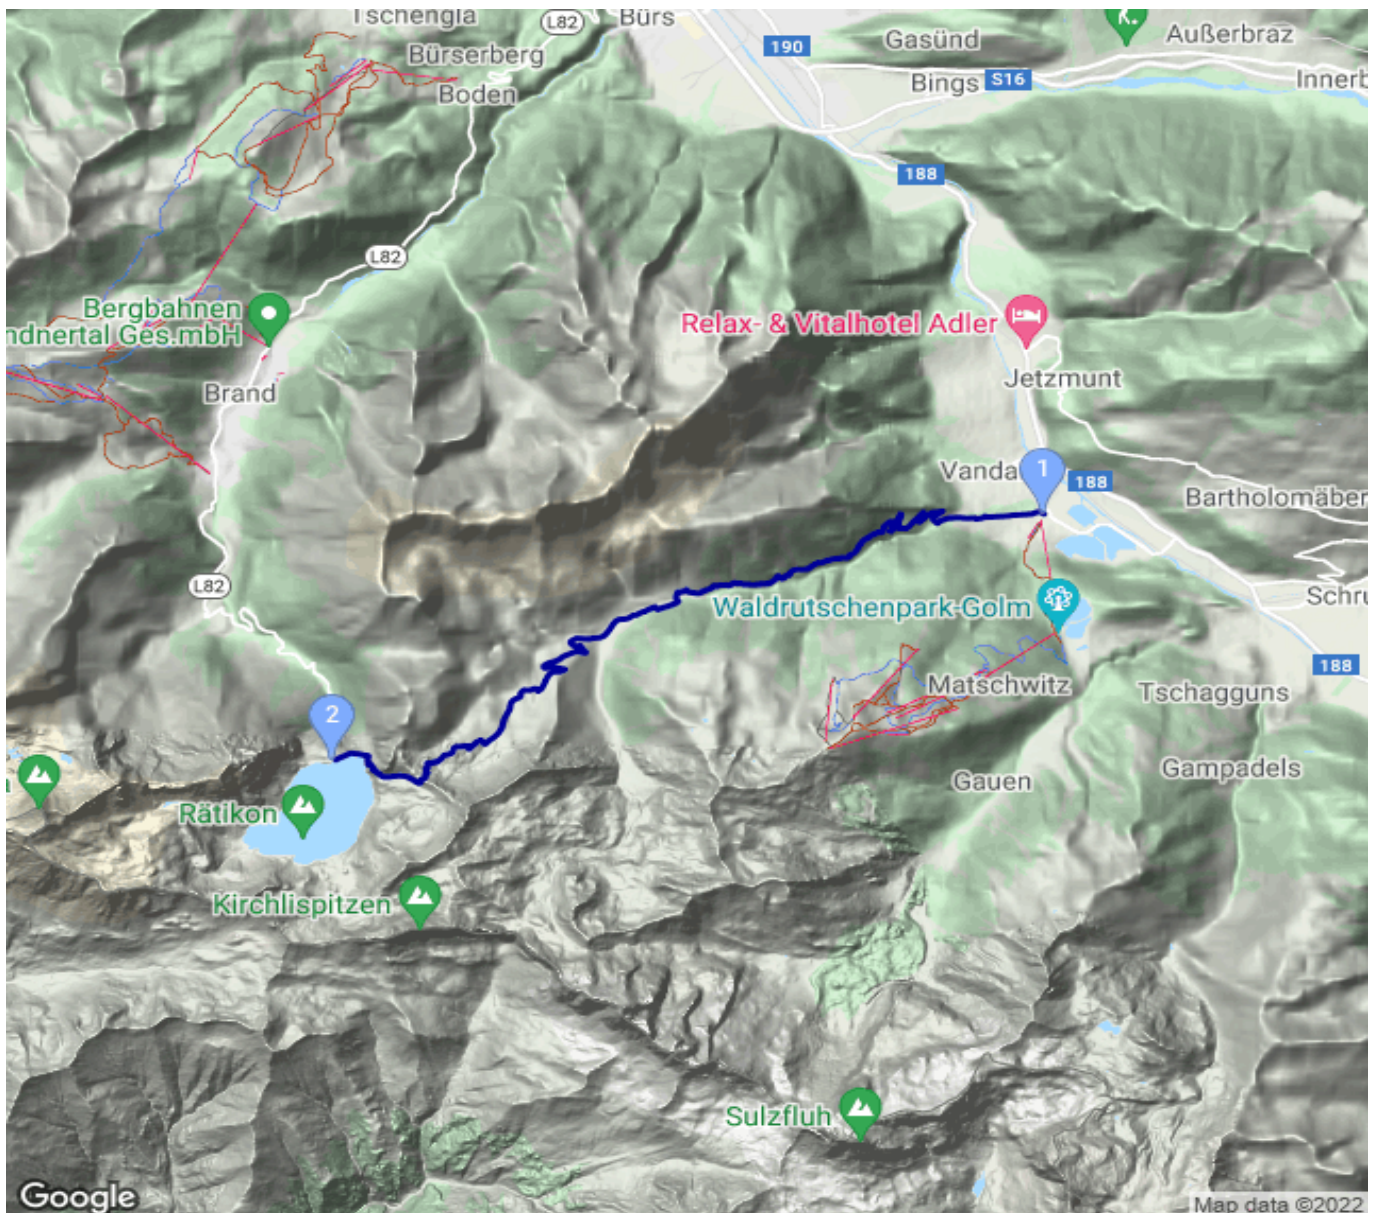 Tschengla
L82
Bürs
Bürserberg
Boden
190
Gasünd
Außerbraz
Bings
S16
Innerb
188
L82
Bergbahnen
ndnertal Ges.mbH
Brand
Relax- & Vitalhotel Adler
Jetzmunt
Vanda
1
188
Bartholomäber
L82
Waldrutschenpark-Golm
Schru
188
Matschwitz
Tschagguns
2
Gauen
Gampadels
a
Rätikon
Kirchlispitzen
Sulzfluh
Google
Map data ©2022